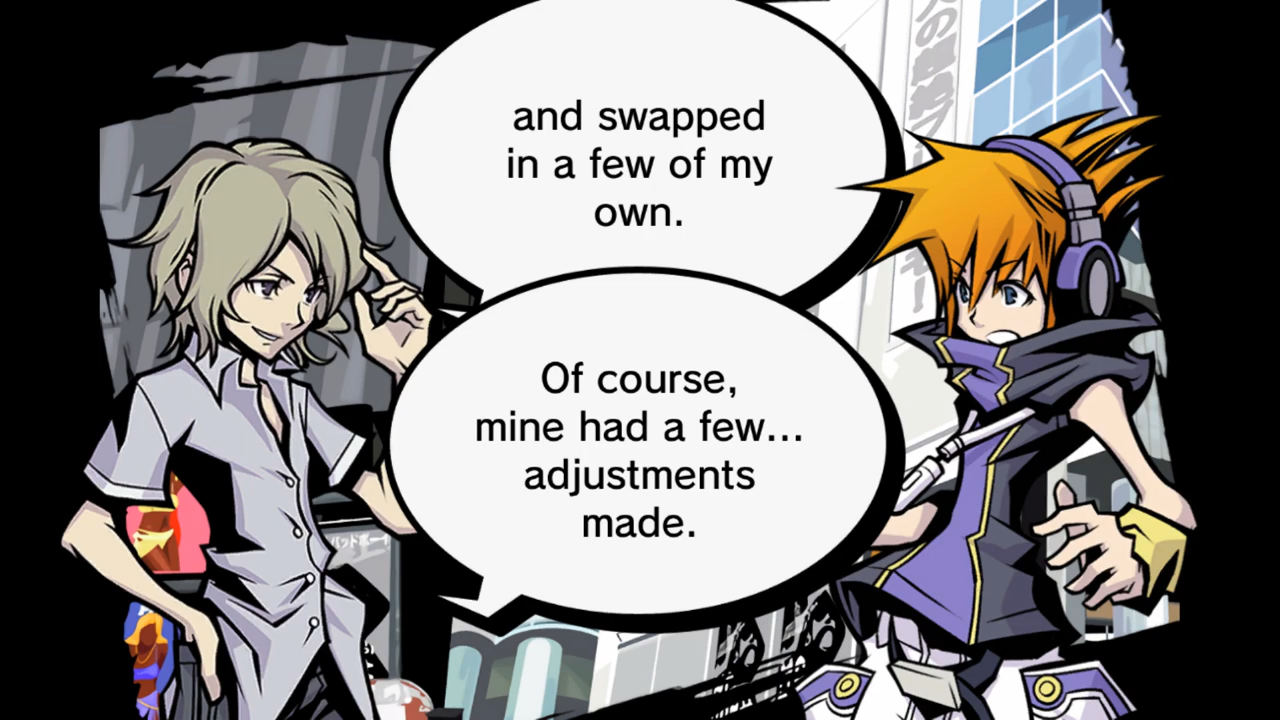 and swapped
in a few of my
own.
Of course,
mine had a few...
adjustments
made.